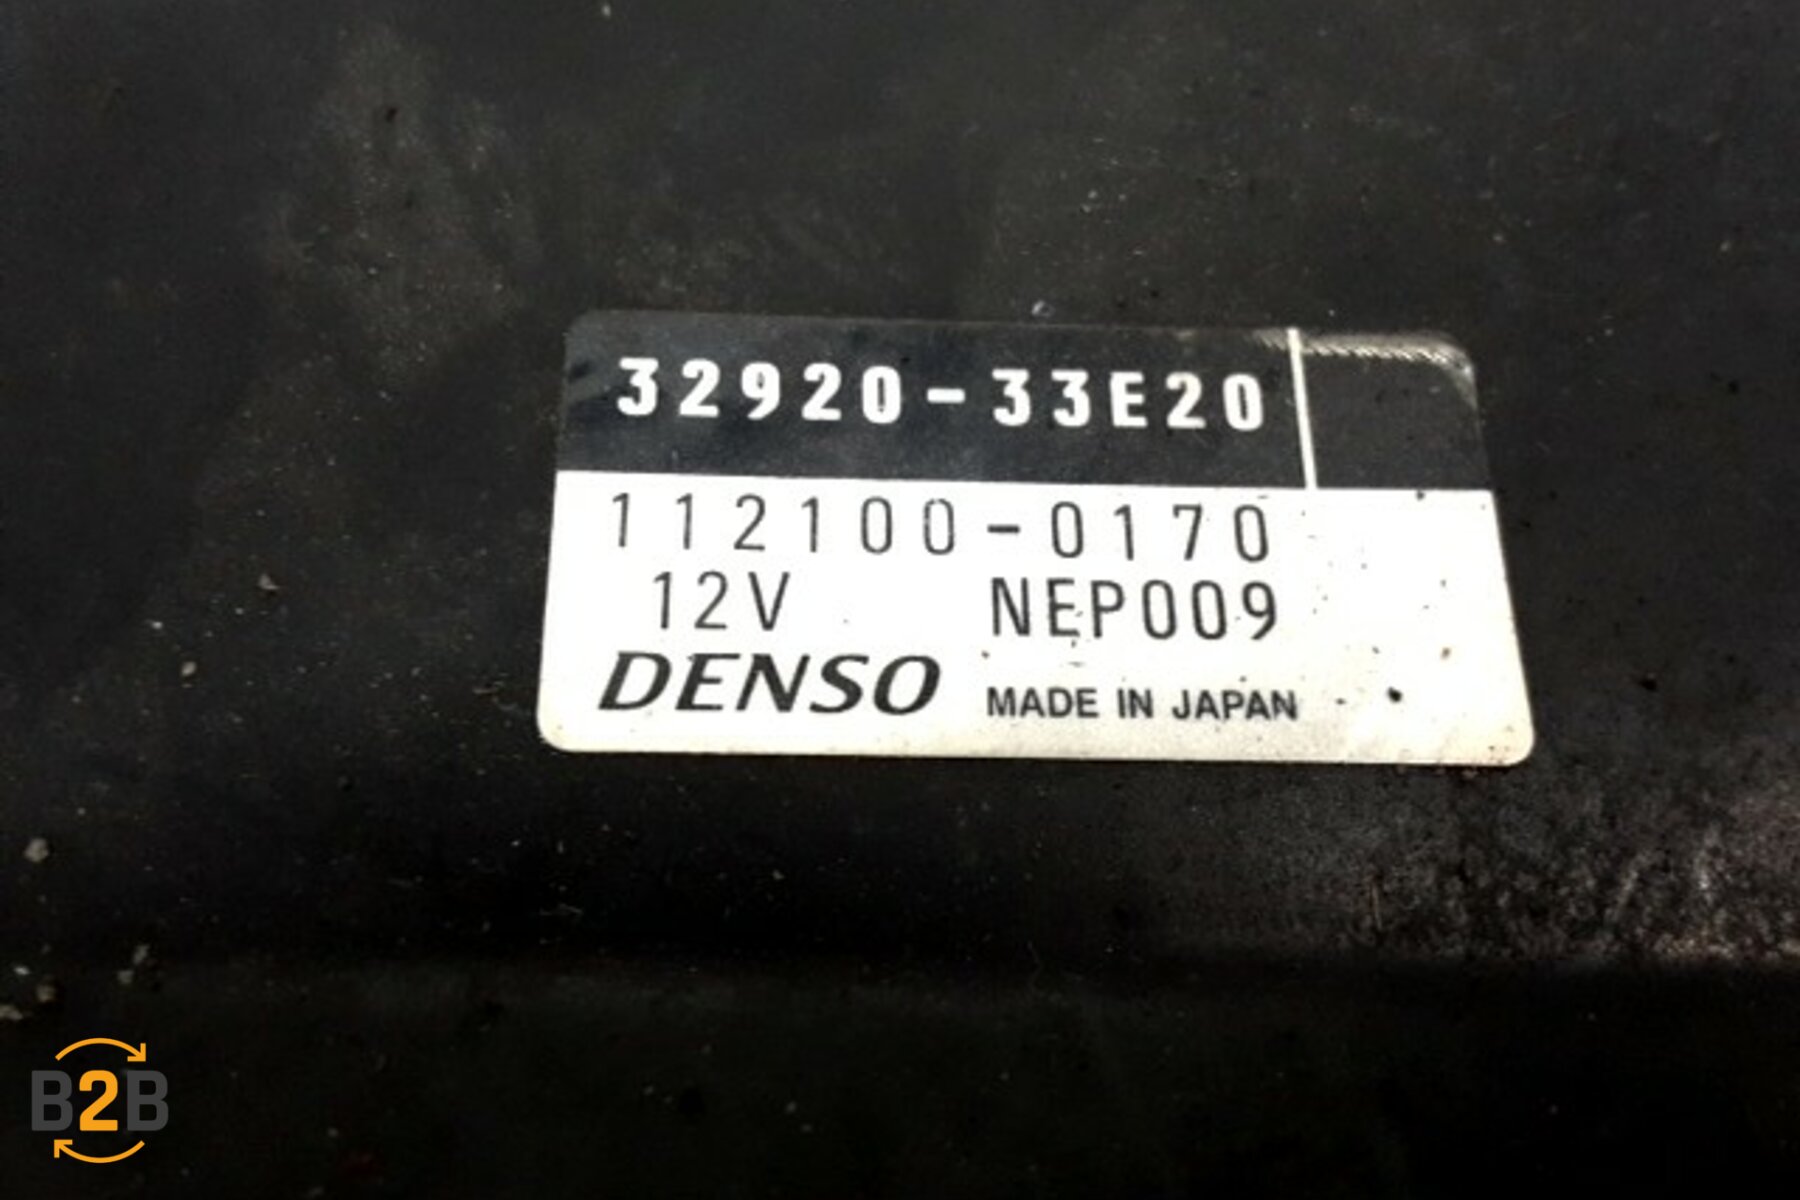 32920-33E20
112100-0170
12V NEP009
DENSO MADE IN JAPAN
B2B